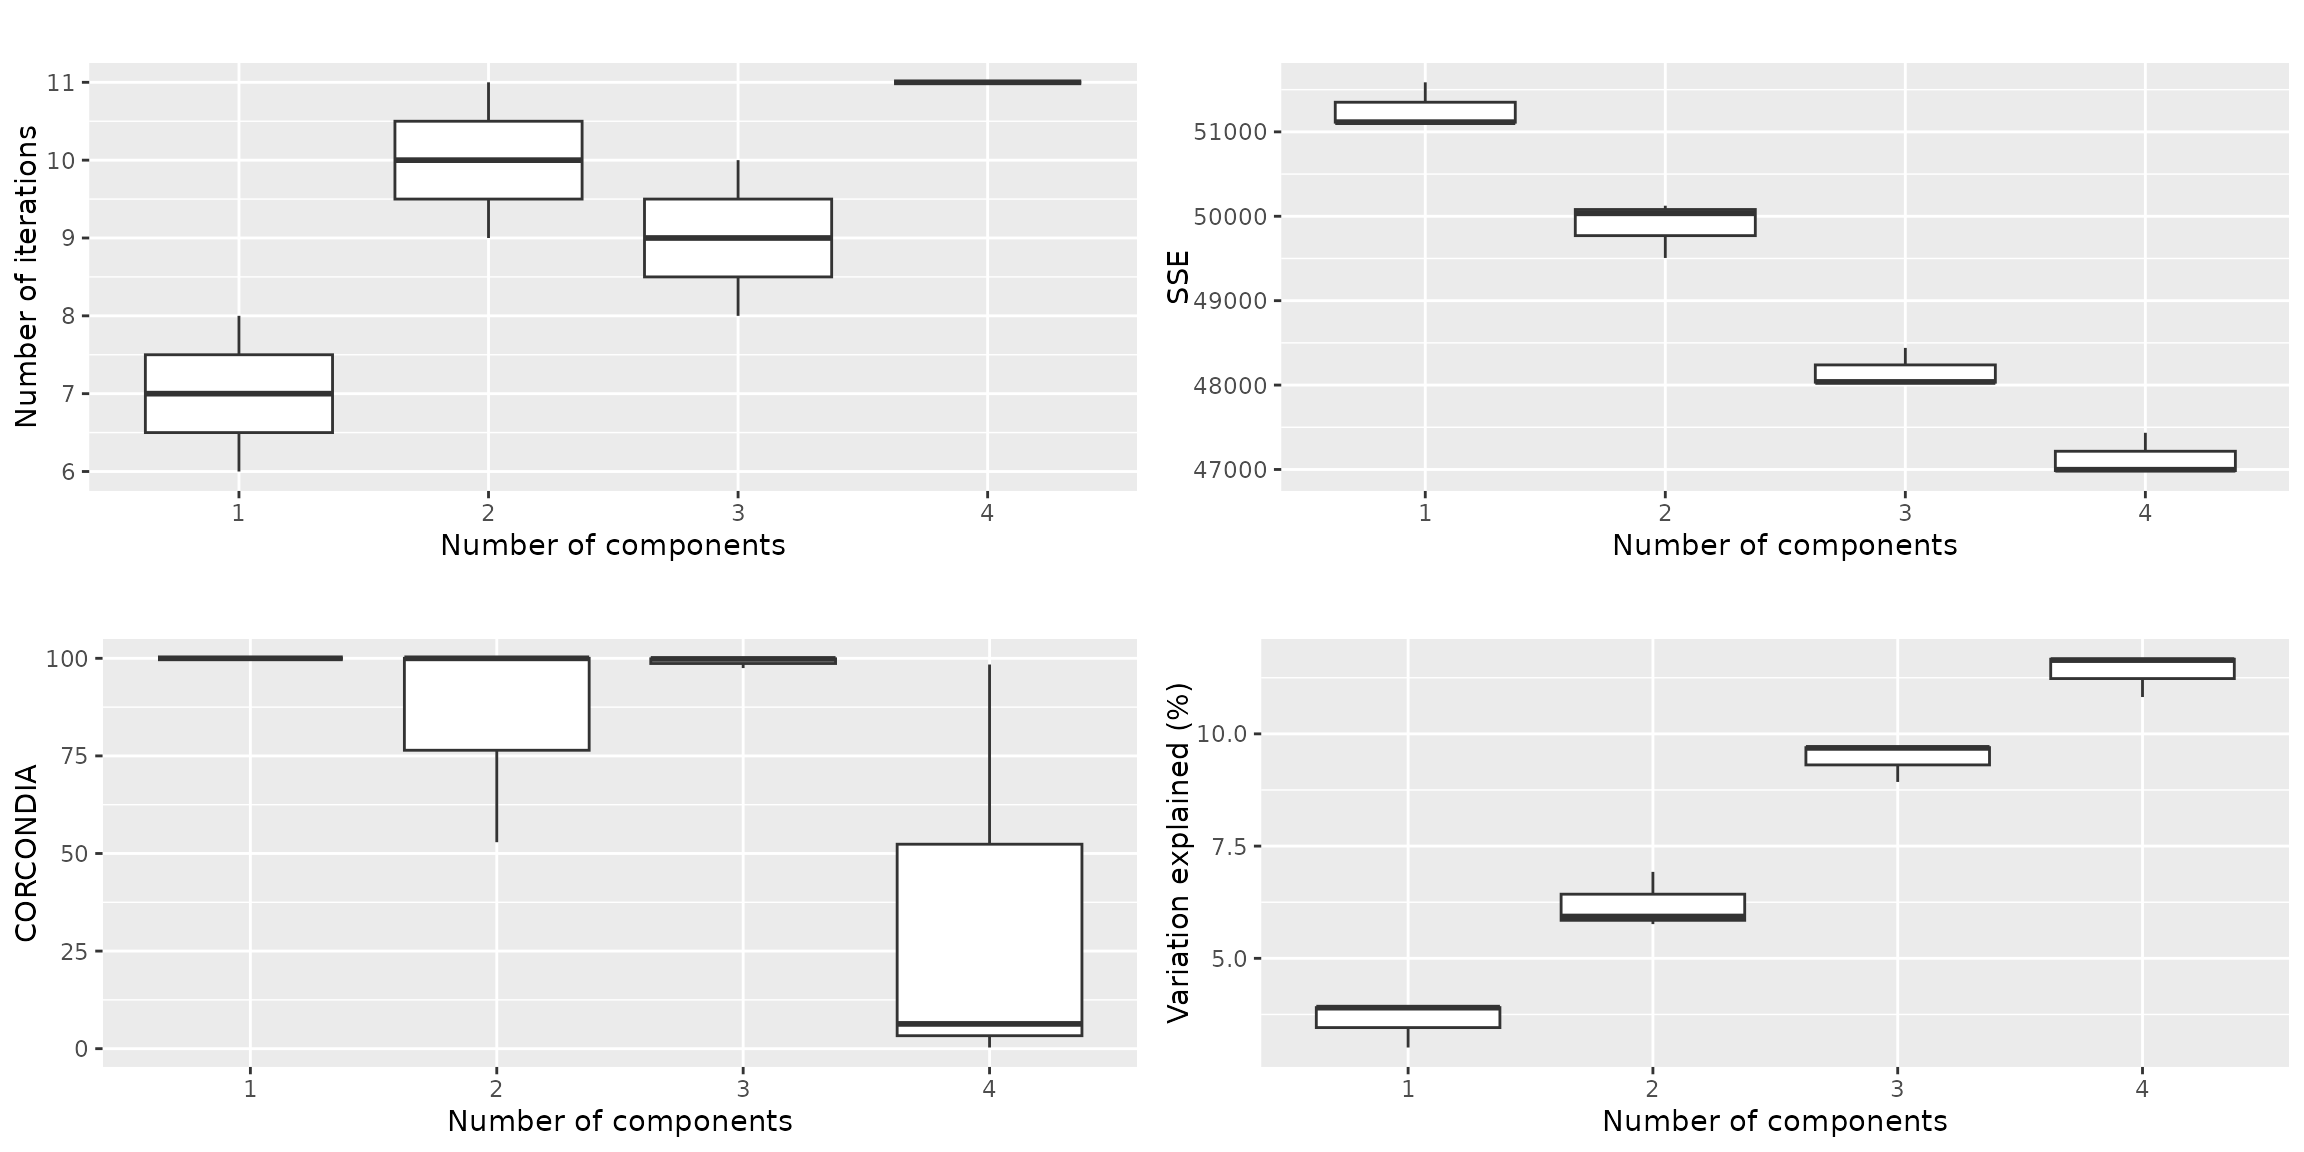 Number of iterations
11
10
9
8
7
6
1 2 3 4
Number of components
SSE
51000
50000
49000
48000
47000
1 2 3 4
Number of components
CORCONDIA
100
75
50
25
0
1 2 3 4
Number of components
Variation explained (%)
10.0
7.5
5.0
1 2 3 4
Number of components